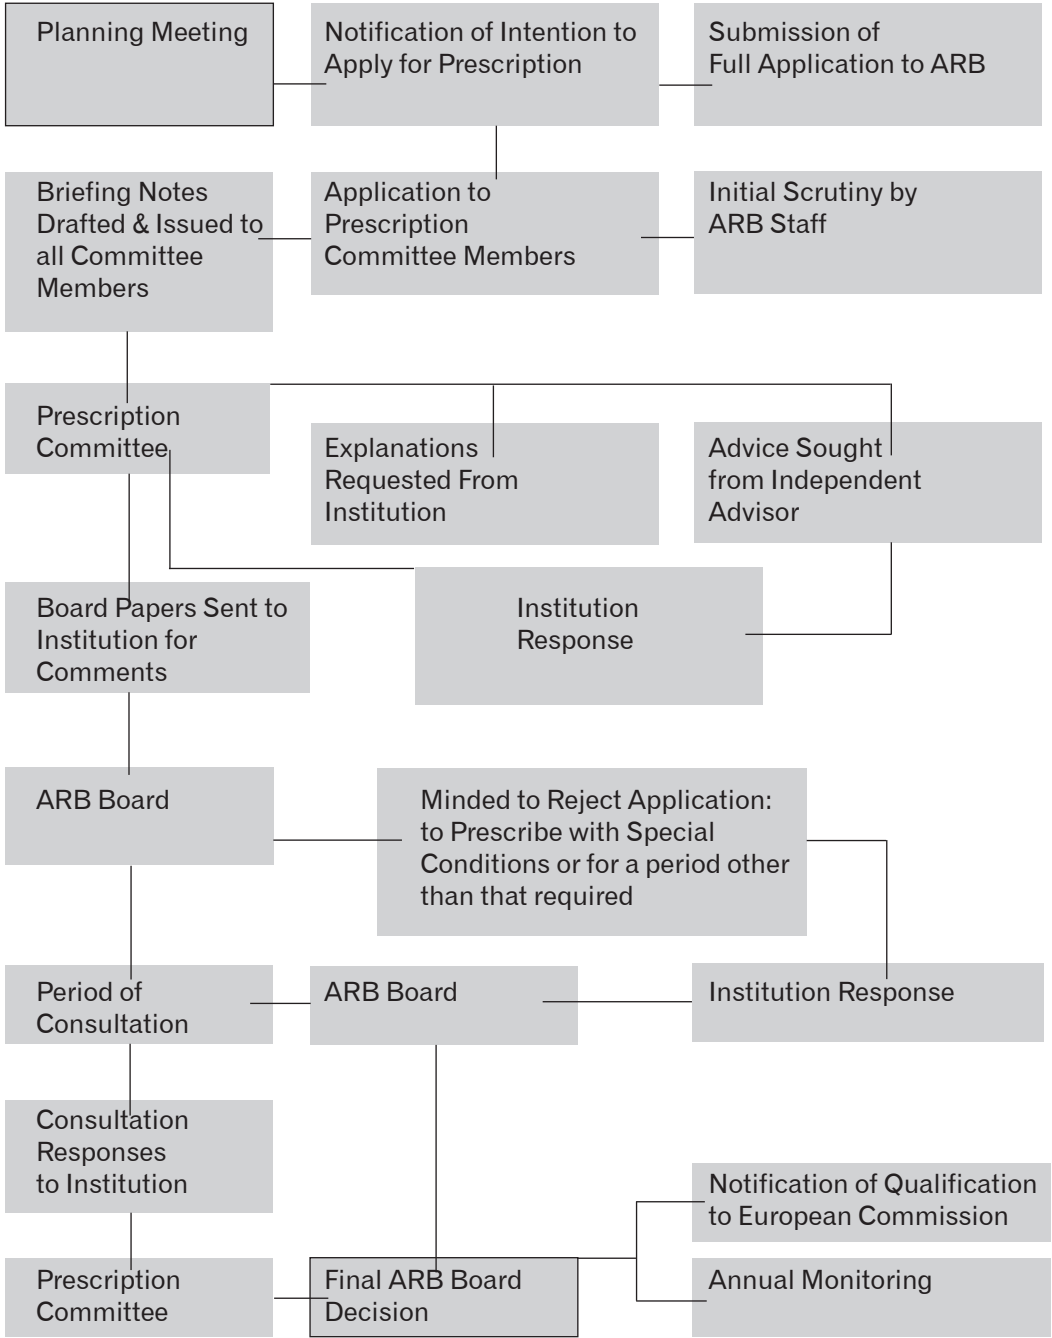 Planning Meeting
Notification of Intention to
Apply for Prescription
Submission of
Full Application to ARB
Briefing Notes
Drafted & Issued to
all Committee
Members
Application to
Prescription
Committee Members
Initial Scrutiny by
ARB Staff
Prescription
Committee
Explanations
Requested From
Institution
Advice Sought
from Independent
Advisor
Board Papers Sent to
Institution for
Comments
Institution
Response
ARB Board
Minded to Reject Application:
to Prescribe with Special
Conditions or for a period other
than that required
Period of
Consultation
ARB Board
Institution Response
Consultation
Responses
to Institution
Notification of Qualification
to European Commission
Prescription
Committee
Final ARB Board
Decision
Annual Monitoring